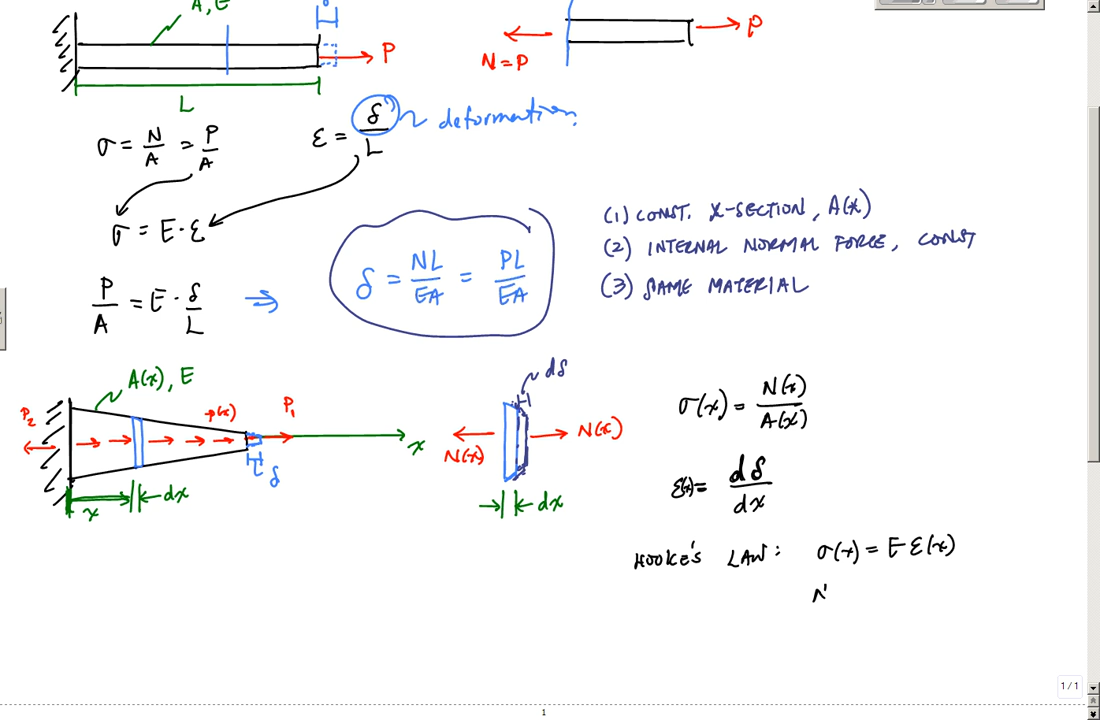 A, E
P
L
P
N=P
σ = N/A = P/A
ε = δ/L
deformation
σ = E·ε
P/A = E · δ/L ⇒
δ = NL/EA = PL/EA
(1) CONST. X-SECTION, A(x)
(2) INTERNAL NORMAL FORCE, CONST
(3) SAME MATERIAL
A(x), E
P₂
P₁
x
δ
x
dx
dδ
N(x)
N(x)
dx
σ(x) = N(x)/A(x)
ε(x) = dδ/dx
HOOKE'S LAW: σ(x) = E ε(x)
N
1 / 1
1